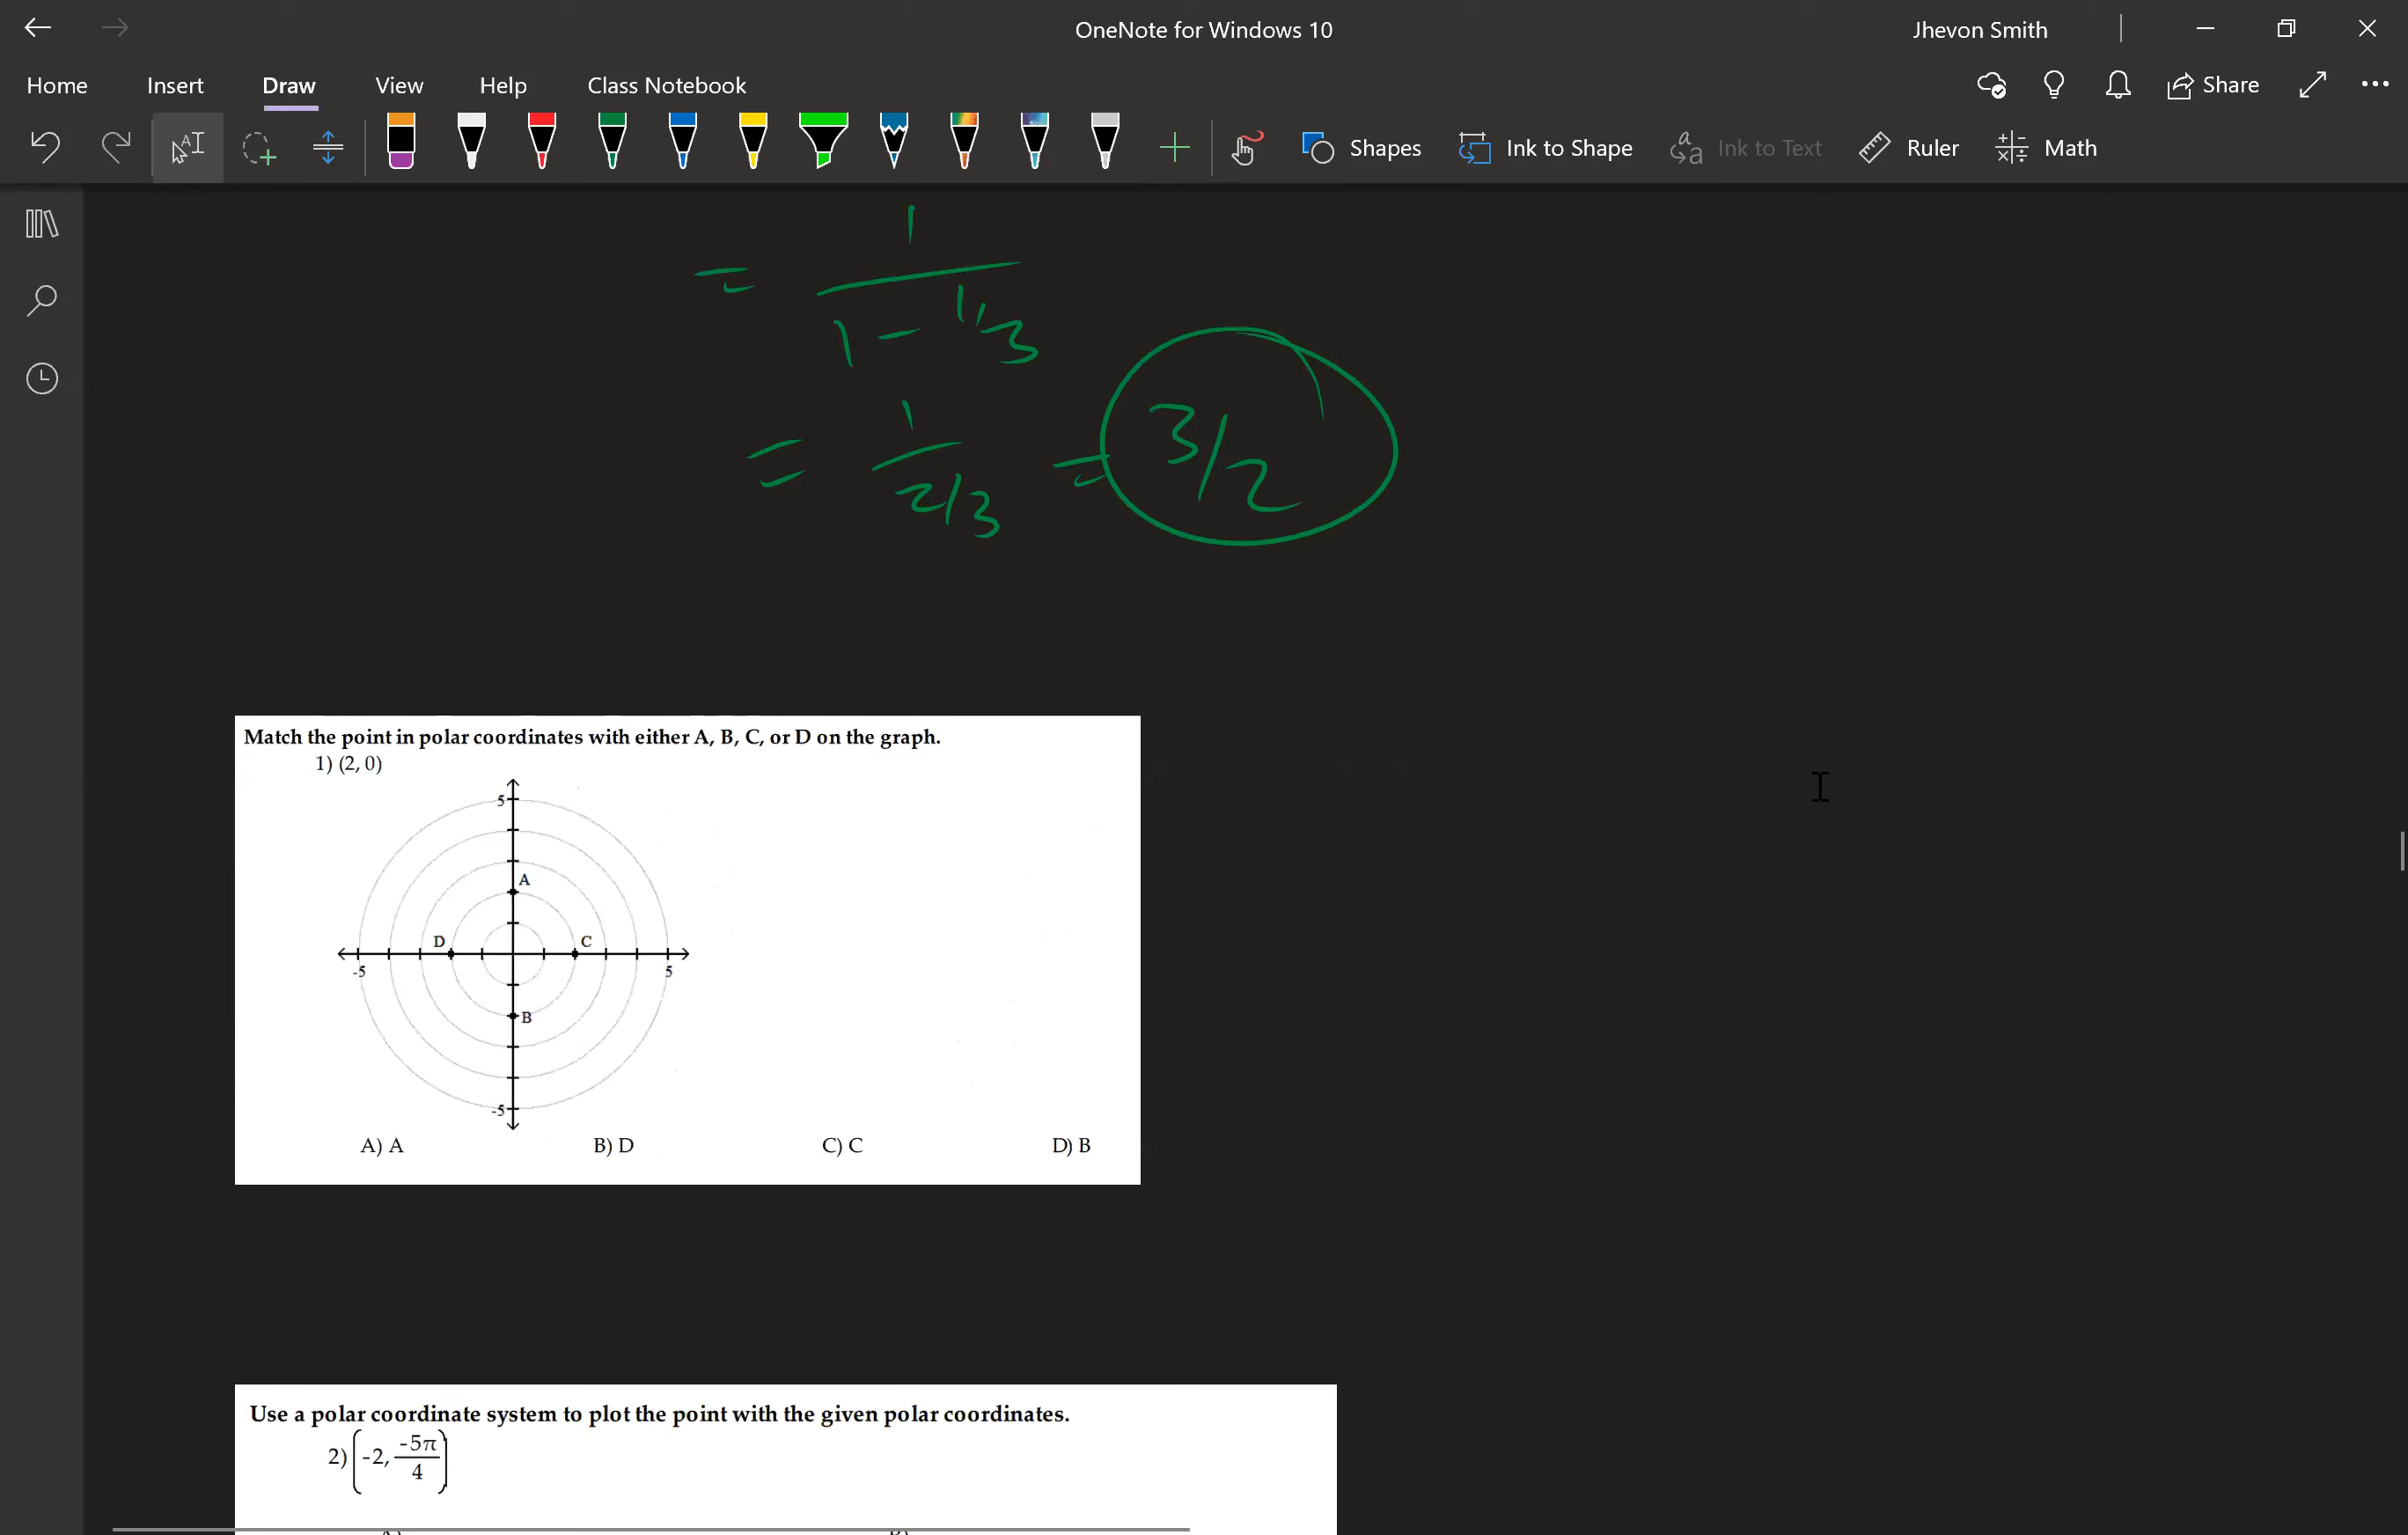 OneNote for Windows 10
Jhevon Smith
Home Insert Draw View Help Class Notebook
Share
Shapes Ink to Shape Ink to Text Ruler Math
1
= 1 - 1/3
1
= 2/3 = 3/2
Match the point in polar coordinates with either A, B, C, or D on the graph.
1) (2, 0)
5
A
D C
-5 5
B
-5
A) A B) D C) C D) B
Use a polar coordinate system to plot the point with the given polar coordinates.
2) (-2, -5π/4)